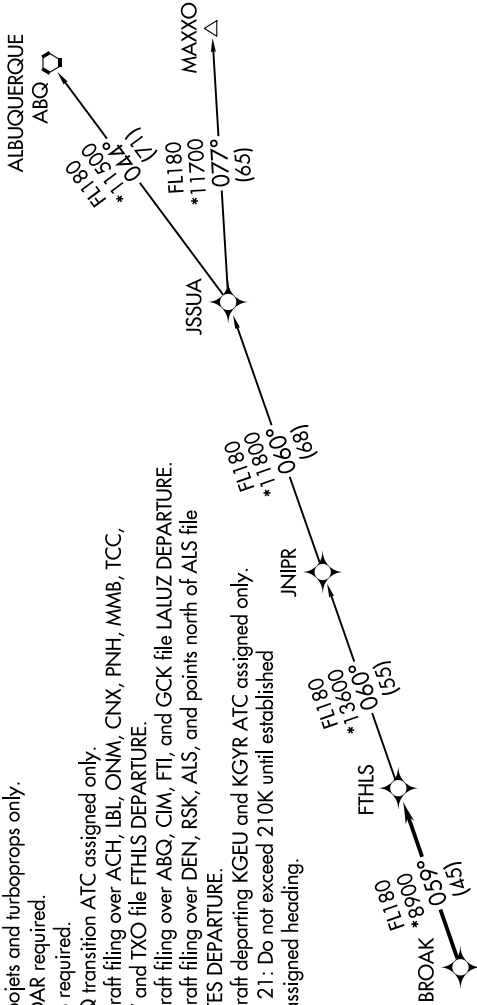 ALBUQUERQUE
ABQ
FL180
*11500
044°
(71)
MAXXO
FL180
*11700
077°
(65)
JSSUA
FL180
*11800
060°
(68)
JNIPR
FL180
*13600
060°
(55)
FTHLS
FL180
*8900
059°
(45)
BROAK
ojets and turboprops only.
DAR required.
required.
Q transition ATC assigned only.
raft filing over ACH, LBL, ONM, CNX, PNH, MMB, TCC,
and TXO file FTHLS DEPARTURE.
raft filing over ABQ, CIM, FTI, and GCK file LALUZ DEPARTURE.
raft filing over DEN, RSK, ALS, and points north of ALS file
ES DEPARTURE.
raft departing KGEU and KGYR ATC assigned only.
21: Do not exceed 210K until established
assigned heading.